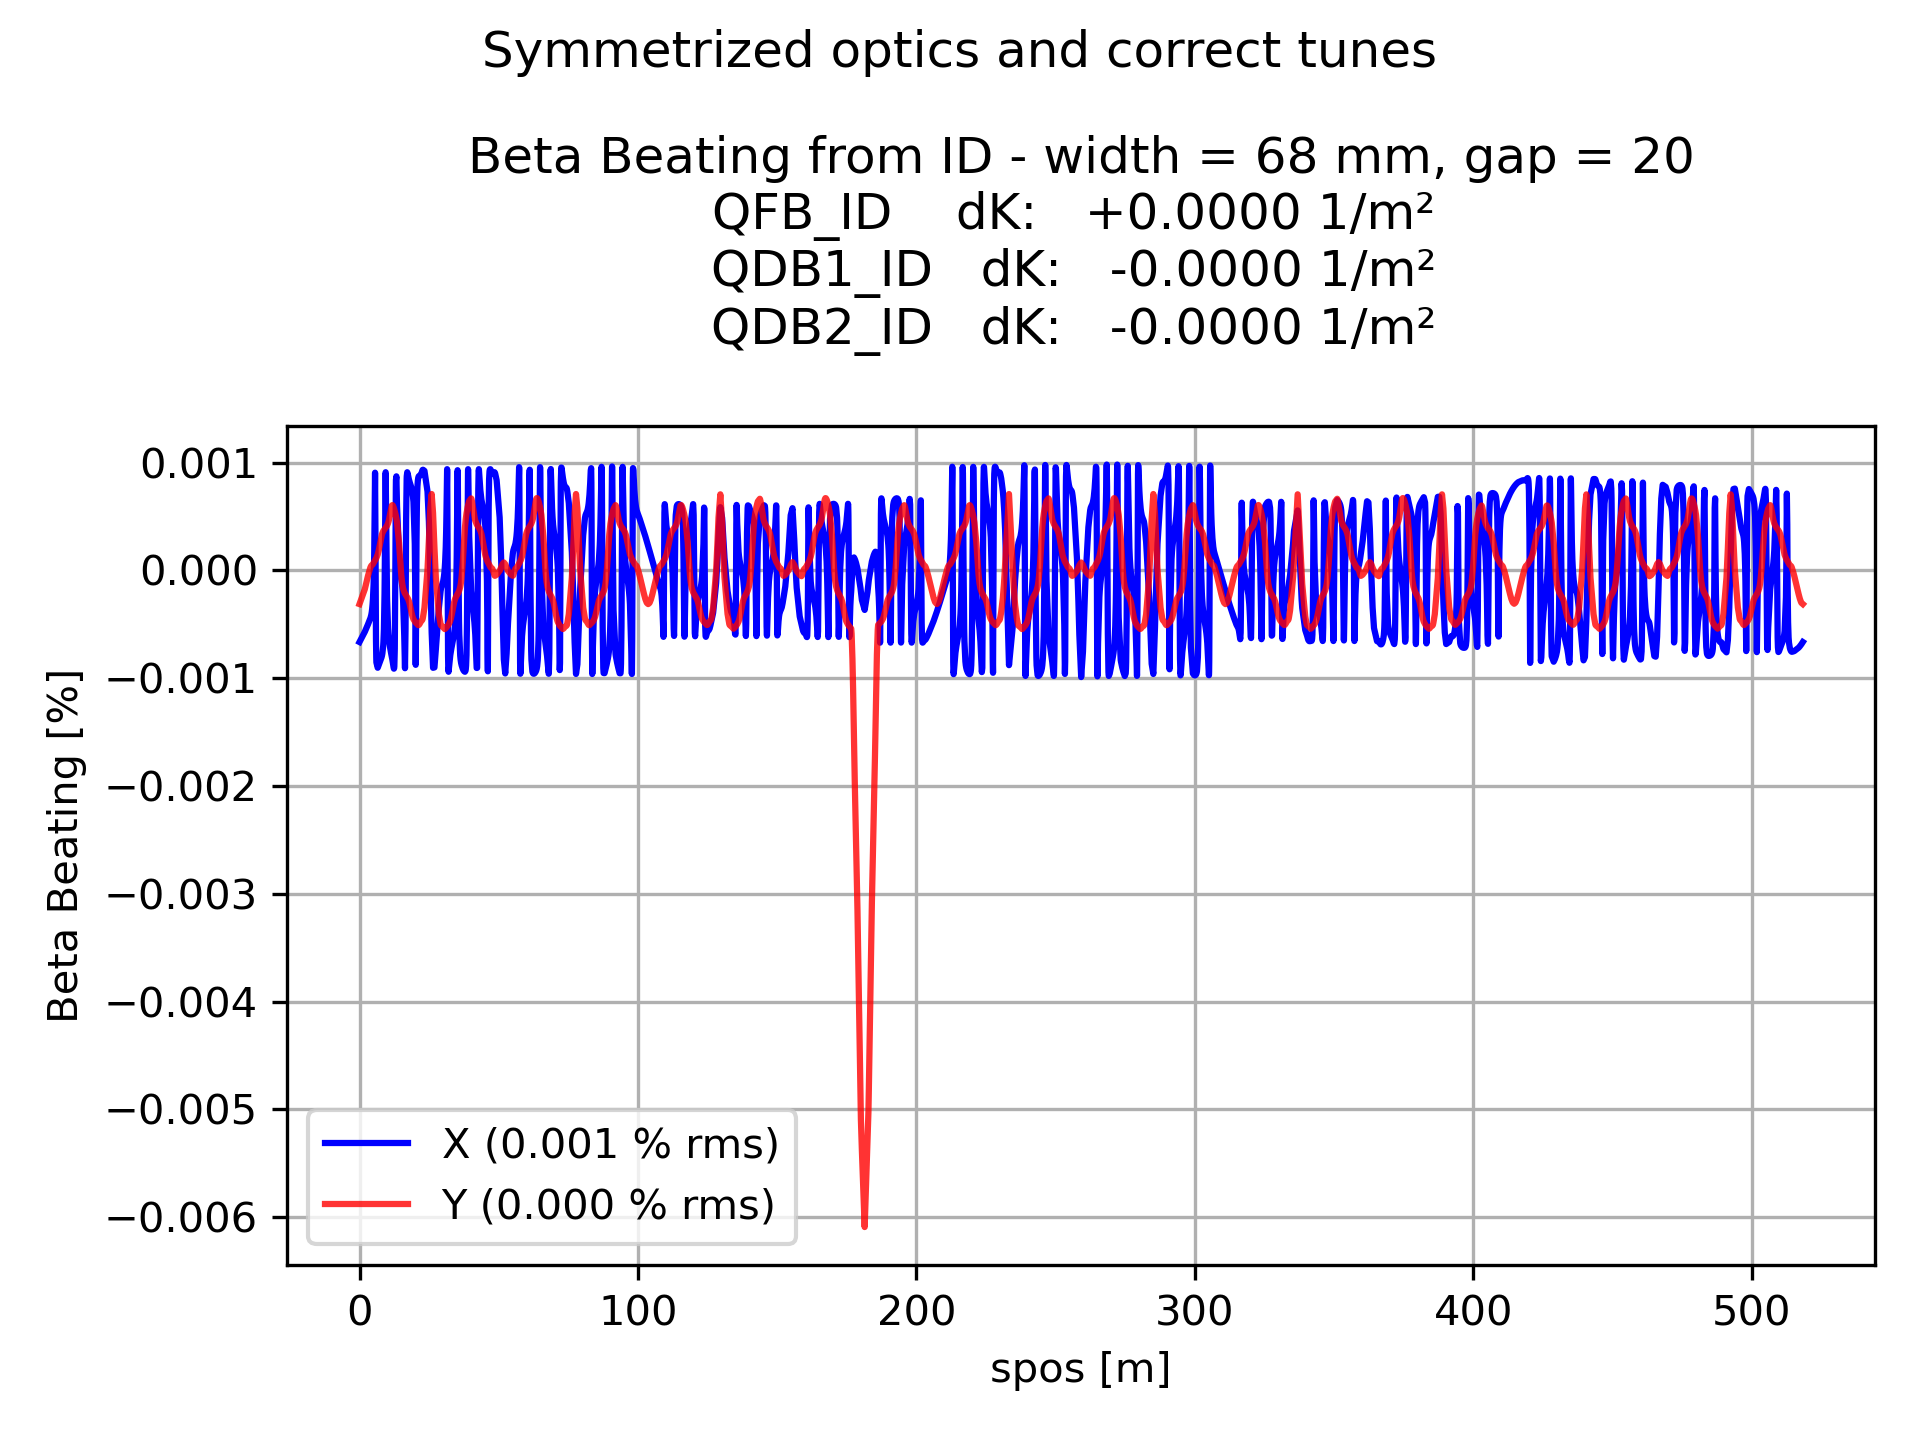 Symmetrized optics and correct tunes
Beta Beating from ID - width = 68 mm, gap = 20
QFB_ID dK: +0.0000 1/m²
QDB1_ID dK: -0.0000 1/m²
QDB2_ID dK: -0.0000 1/m²
0.001
0.000
−0.001
−0.002
−0.003
−0.004
−0.005
−0.006
Beta Beating [%]
X (0.001 % rms)
Y (0.000 % rms)
0 100 200 300 400 500
spos [m]